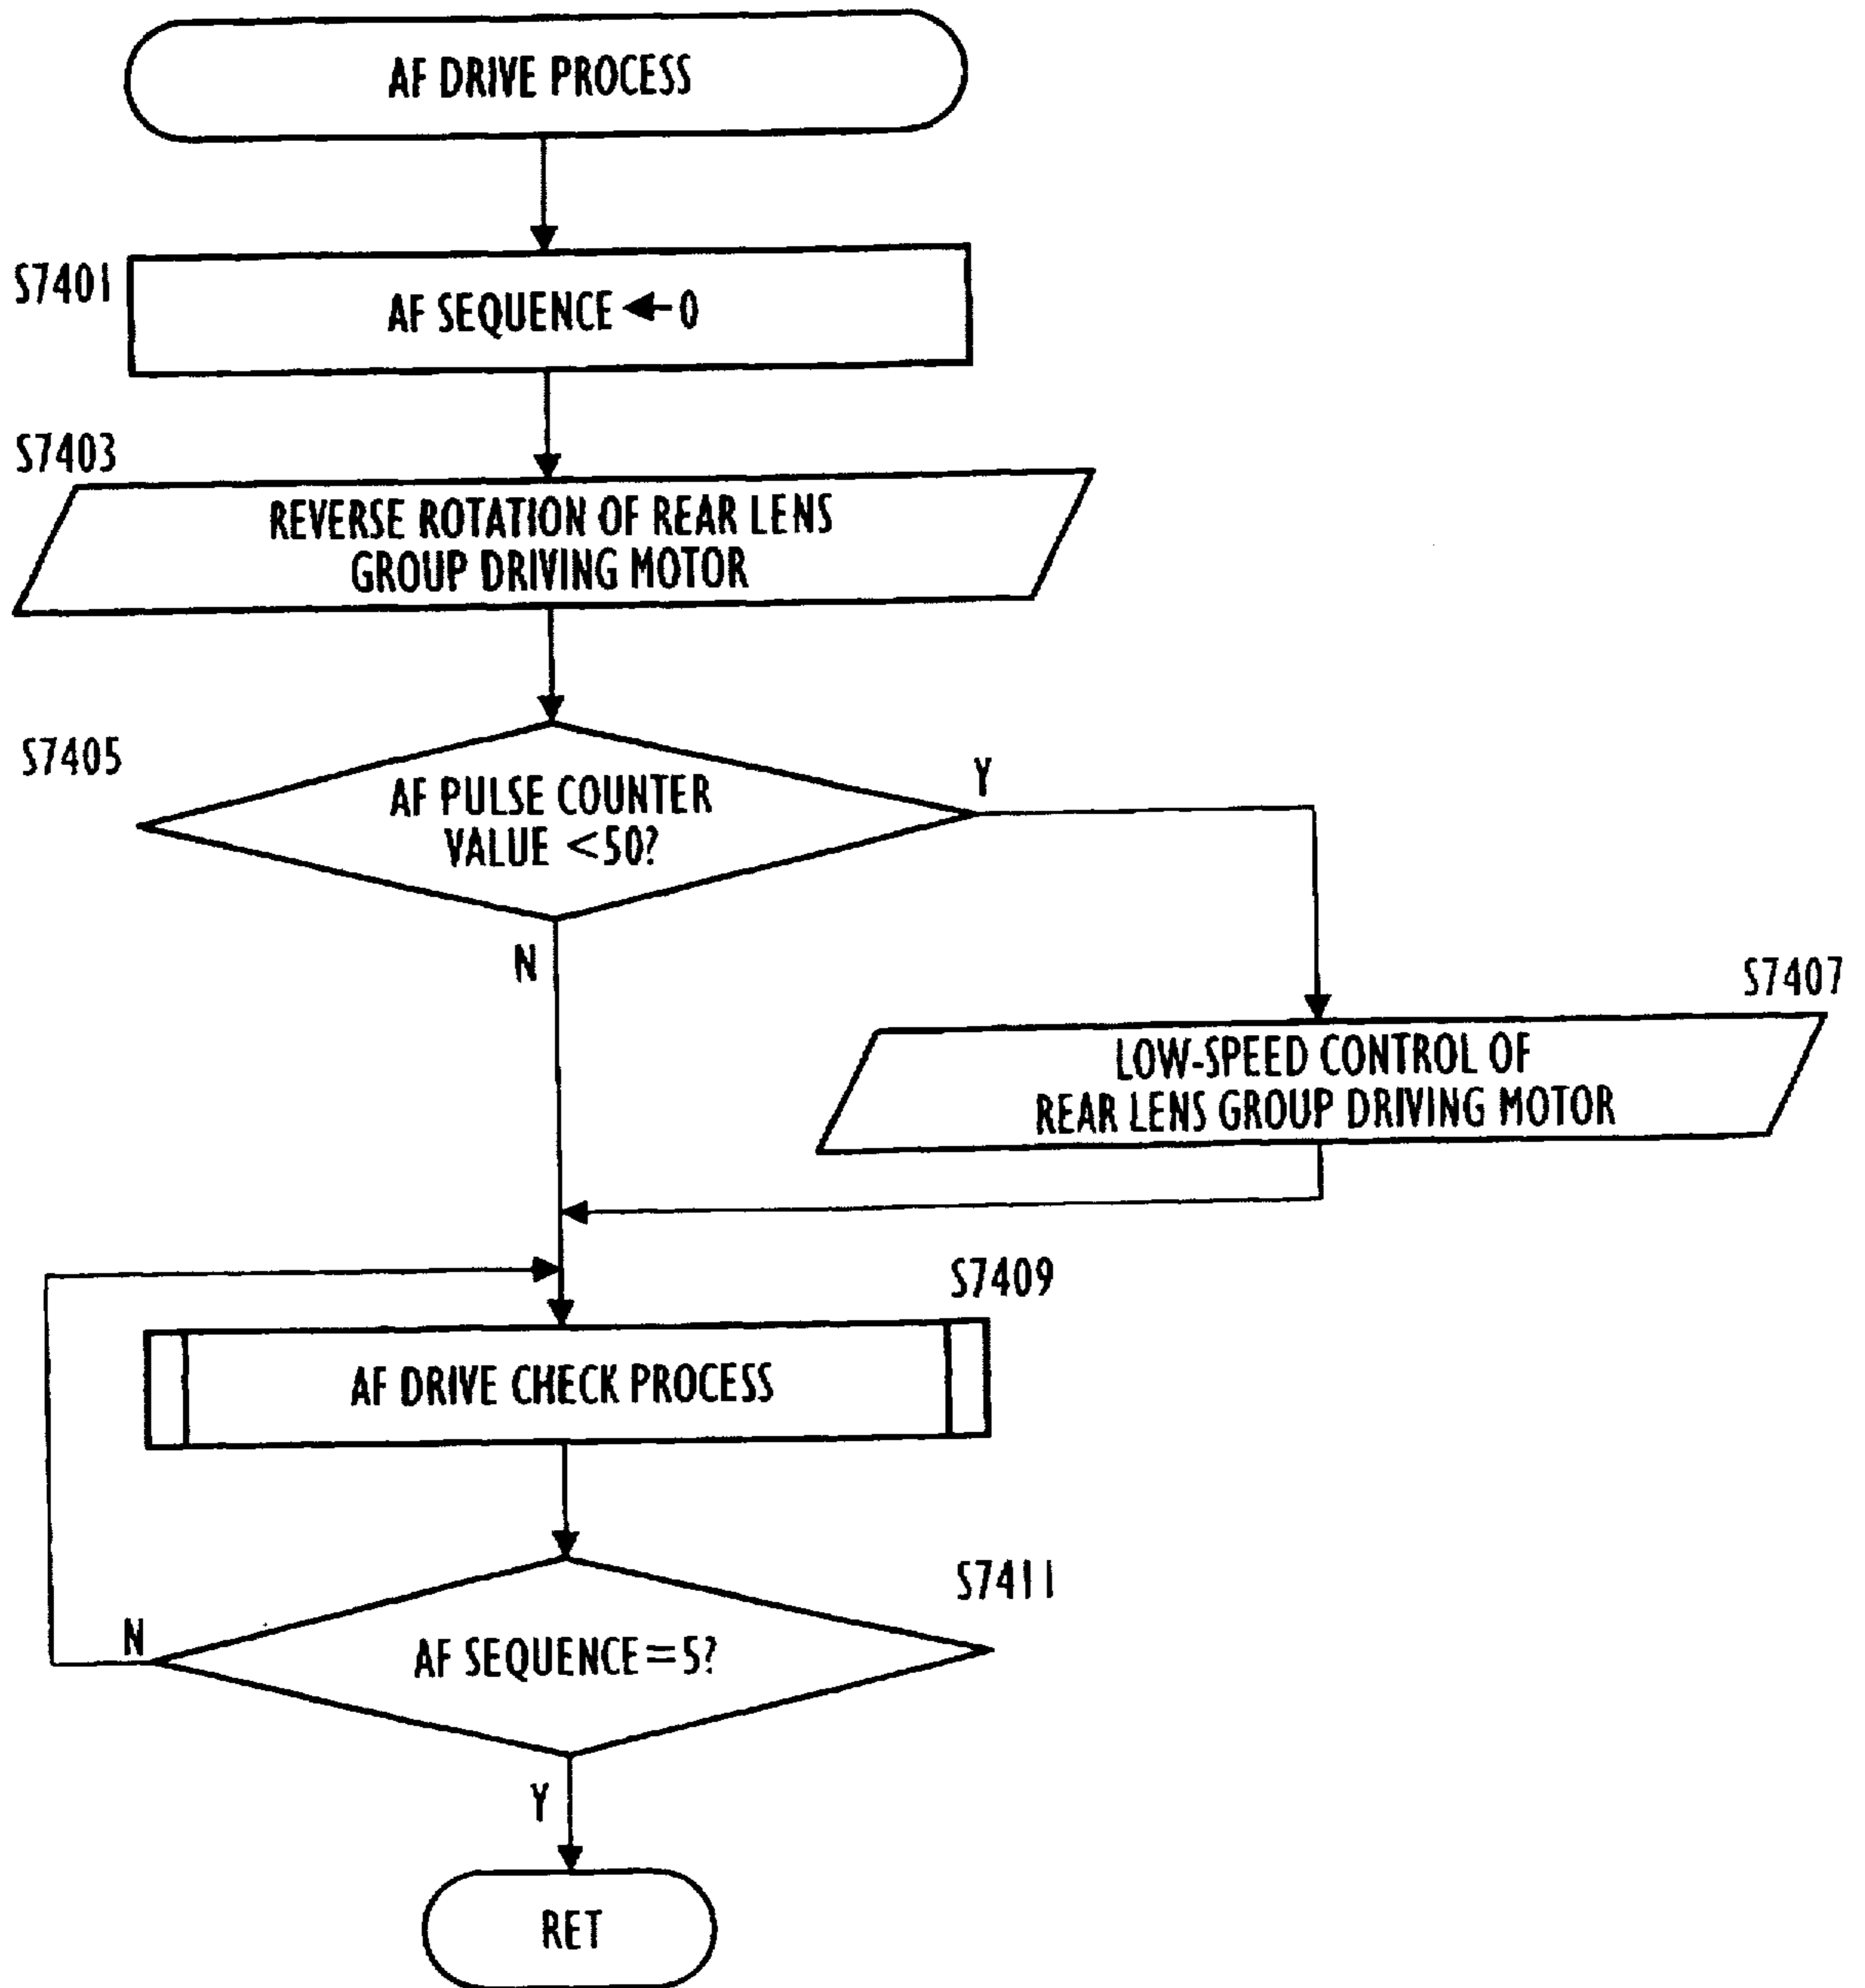 AF DRIVE PROCESS
S7401
AF SEQUENCE ← 0
S7403
REVERSE ROTATION OF REAR LENS
GROUP DRIVING MOTOR
S7405
AF PULSE COUNTER
VALUE <50?
Y
N
S7407
LOW-SPEED CONTROL OF
REAR LENS GROUP DRIVING MOTOR
S7409
AF DRIVE CHECK PROCESS
S7411
AF SEQUENCE=5?
N
Y
RET